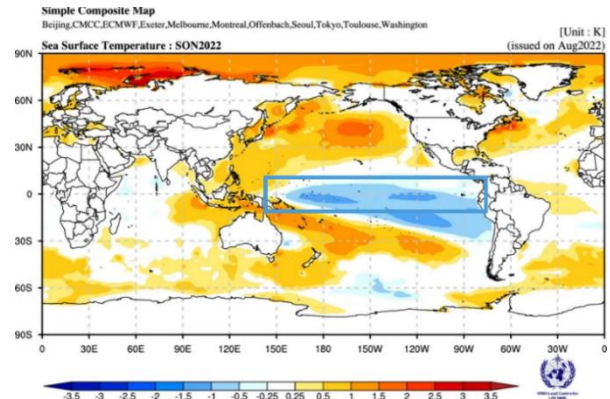 Simple Composite Map
Beijing,CMCC,ECMWF,Exeter,Melbourne,Montreal,Offenbach,Seoul,Tokyo,Toulouse,Washington
[Unit : K]
Sea Surface Temperature : SON2022
(issued on Aug2022)
90N
60N
30N
0
30S
60S
90S
0 30E 60E 90E 120E 150E 180 150W 120W 90W 60W 30W 0
-3.5 -3 -2.5 -2 -1.5 -1 -0.5 -0.25 0.25 0.5 1 1.5 2 2.5 3 3.5